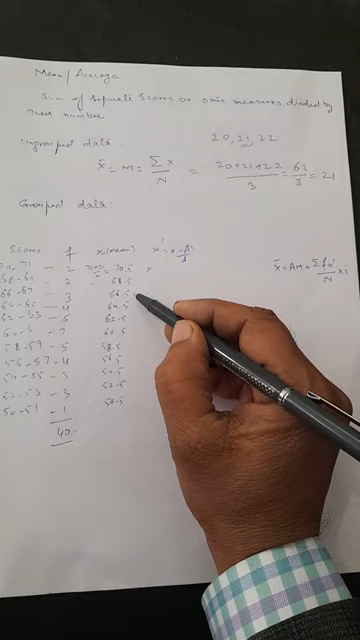 Mean/Average
Sum of separate scores or other measures divided by
their number
Ungrouped data. 20, 21, 22
x̄ = M = Σx/N = 20+21+22/3 = 63/3 = 21
Grouped data:
Scores f x(mean) x' = x-A/i
70-71 - 2 = 70.5
68-69 - 2 68.5
66-67 - 3 66.5
64-65 - 4 64.5
62-63 - 6 62.5
60-61 - 7
58-59 - 5 58.5
56-57 - 4 56.5
54-55 - 3 54.5
52-53 - 3 52.5
50-51 - 1 50.5
40
x̄ = AM + Σfx'/N xi